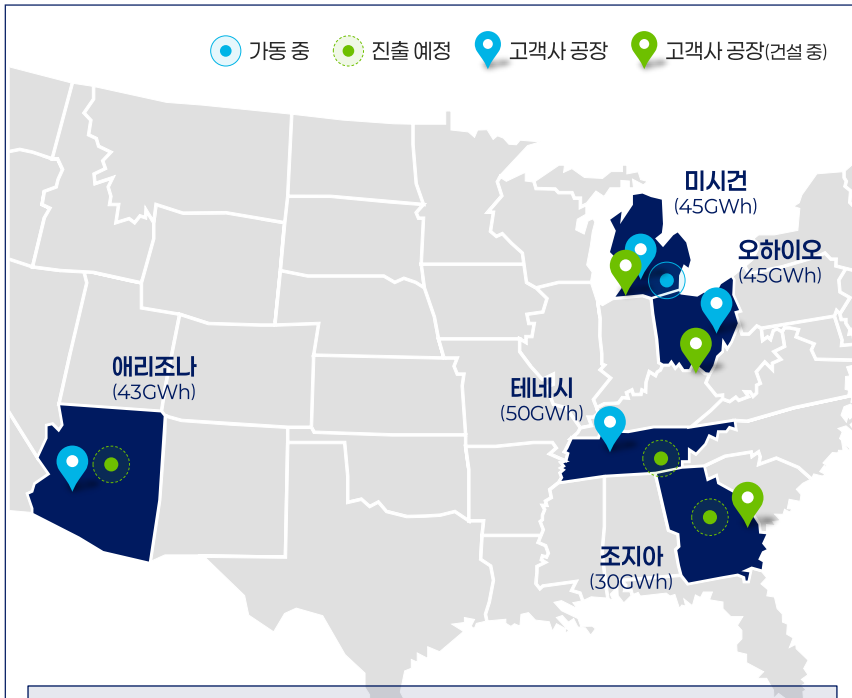 가동 중 진출 예정 고객사 공장 고객사 공장(건설 중)
미시건
(45GWh)
오하이오
(45GWh)
애리조나
(43GWh)
테네시
(50GWh)
조지아
(30GWh)